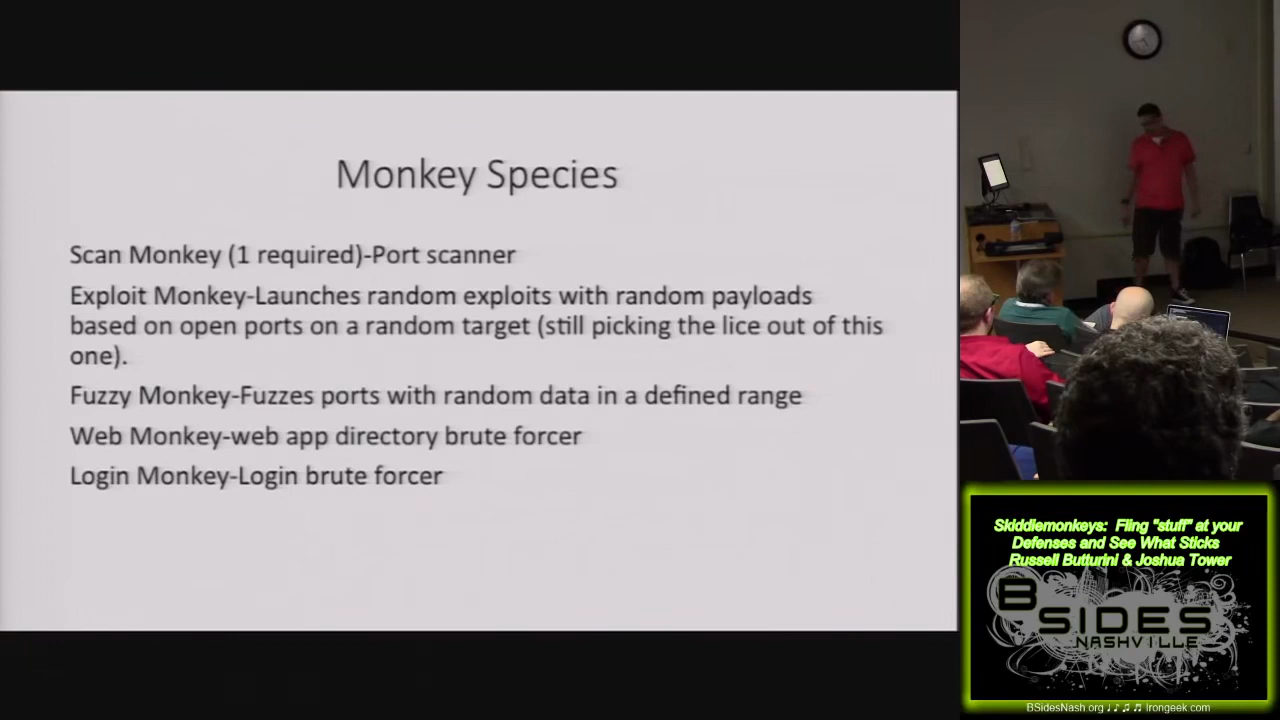 Monkey Species
Scan Monkey (1 required)-Port scanner
Exploit Monkey-Launches random exploits with random payloads
based on open ports on a random target (still picking the lice out of this
one).
Fuzzy Monkey-Fuzzes ports with random data in a defined range
Web Monkey-web app directory brute forcer
Login Monkey-Login brute forcer
Skiddiemonkeys: Fling "stuff" at your
Defenses and See What Sticks
Russell Butturini & Joshua Tower
BSIDES
NASHVILLE
BSidesNash.org ♩♪♫♬ Irongeek.com